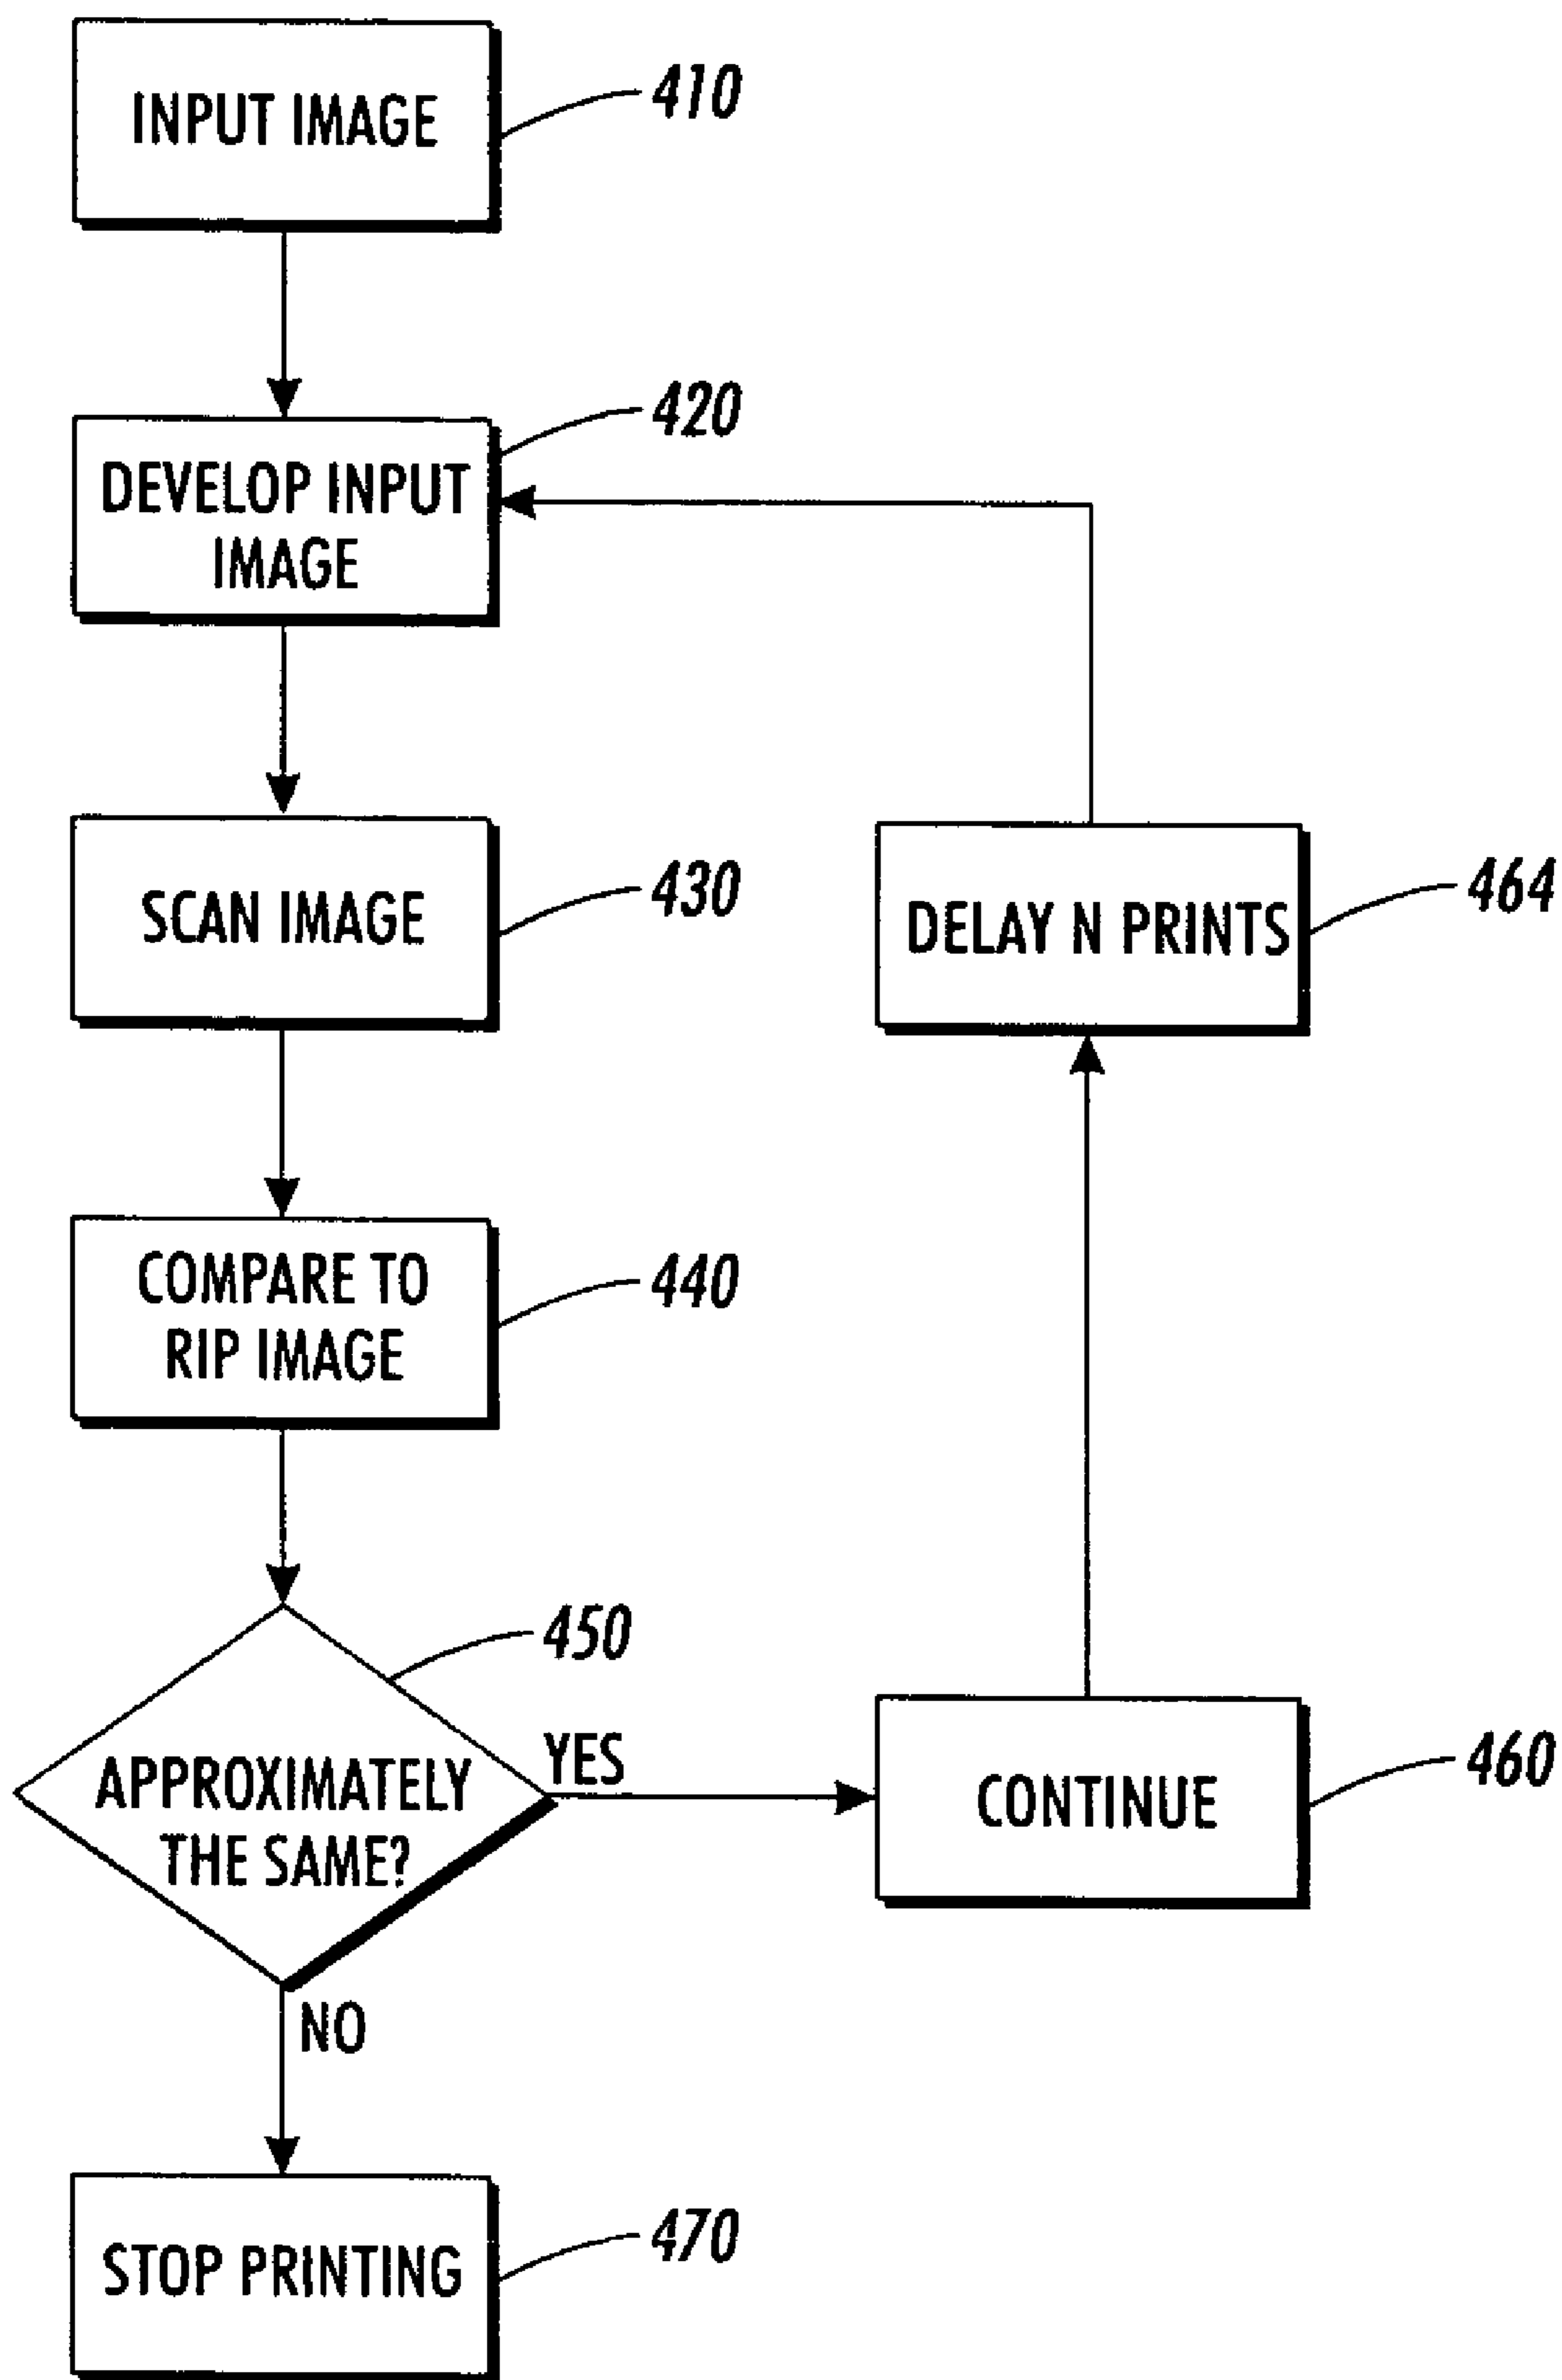 INPUT IMAGE
410
DEVELOP INPUT
IMAGE
420
SCAN IMAGE
430
DELAY N PRINTS
464
COMPARE TO
RIP IMAGE
440
450
APPROXIMATELY
THE SAME?
YES
CONTINUE
460
NO
STOP PRINTING
470